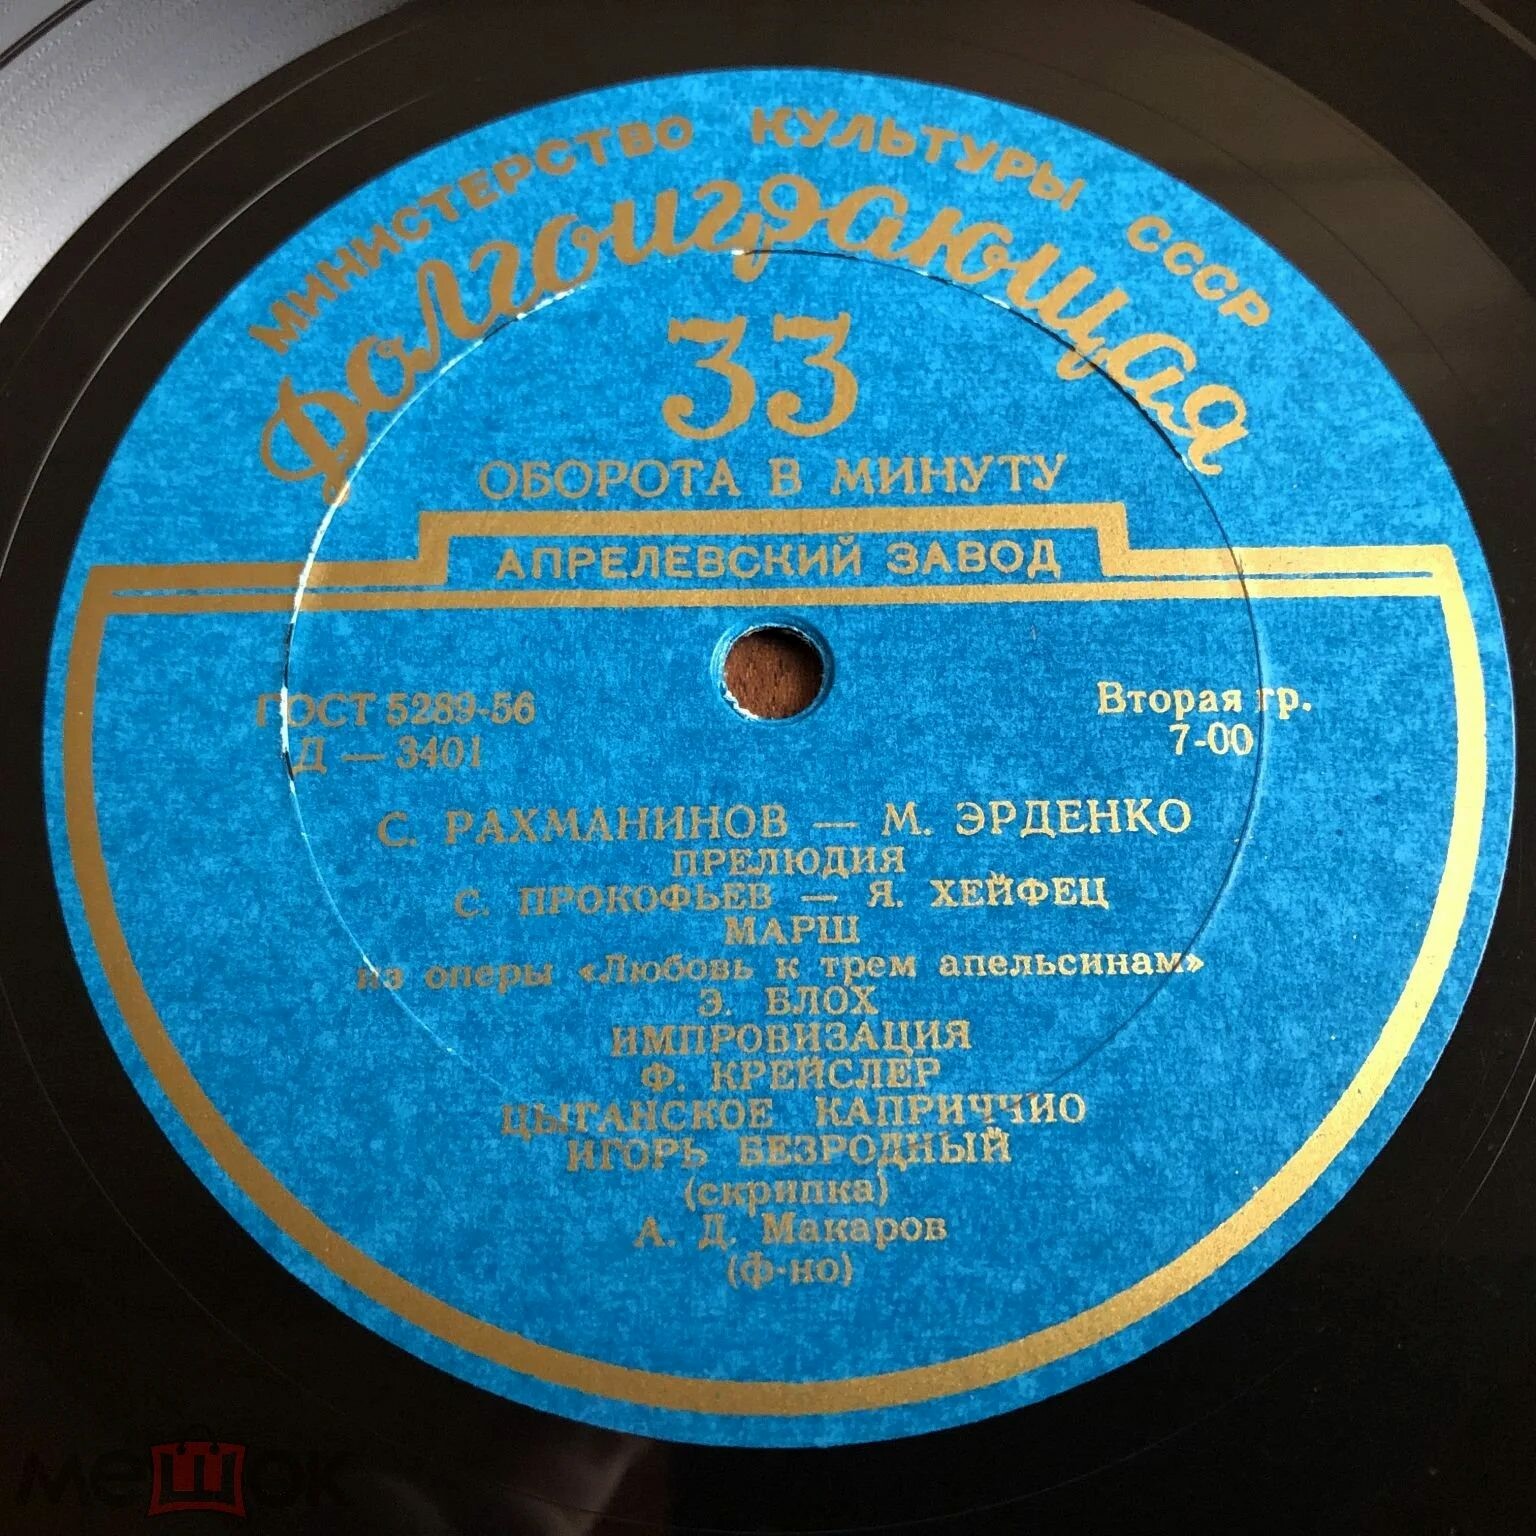 МИНИСТЕРСТВО КУЛЬТУРЫ СССР
Долгоиграющая
33
ОБОРОТА В МИНУТУ
АПРЕЛЕВСКИЙ ЗАВОД
ГОСТ 5289-56
Д — 3401
Вторая гр.
7-00
С. РАХМАНИНОВ — М. ЭРДЕНКО
ПРЕЛЮДИЯ
С. ПРОКОФЬЕВ — Я. ХЕЙФЕЦ
МАРШ
из оперы «Любовь к трем апельсинам»
Э. БЛОХ
ИМПРОВИЗАЦИЯ
Ф. КРЕЙСЛЕР
ЦЫГАНСКОЕ КАПРИЧЧИО
ИГОРЬ БЕЗРОДНЫЙ
(скрипка)
А. Д. Макаров
(ф-но)
мешок